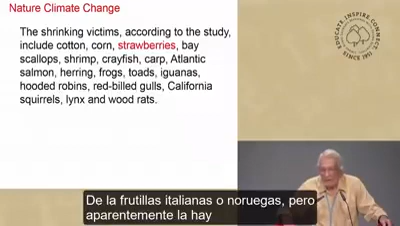 Nature Climate Change
The shrinking victims, according to the study,
include cotton, corn, strawberries, bay
scallops, shrimp, crayfish, carp, Atlantic
salmon, herring, frogs, toads, iguanas,
hooded robins, red-billed gulls, California
squirrels, lynx and wood rats.
EDUCATE, INSPIRE, CONNECT,
SINCE 1911
De la frutillas italianas o noruegas, pero
aparentemente la hay